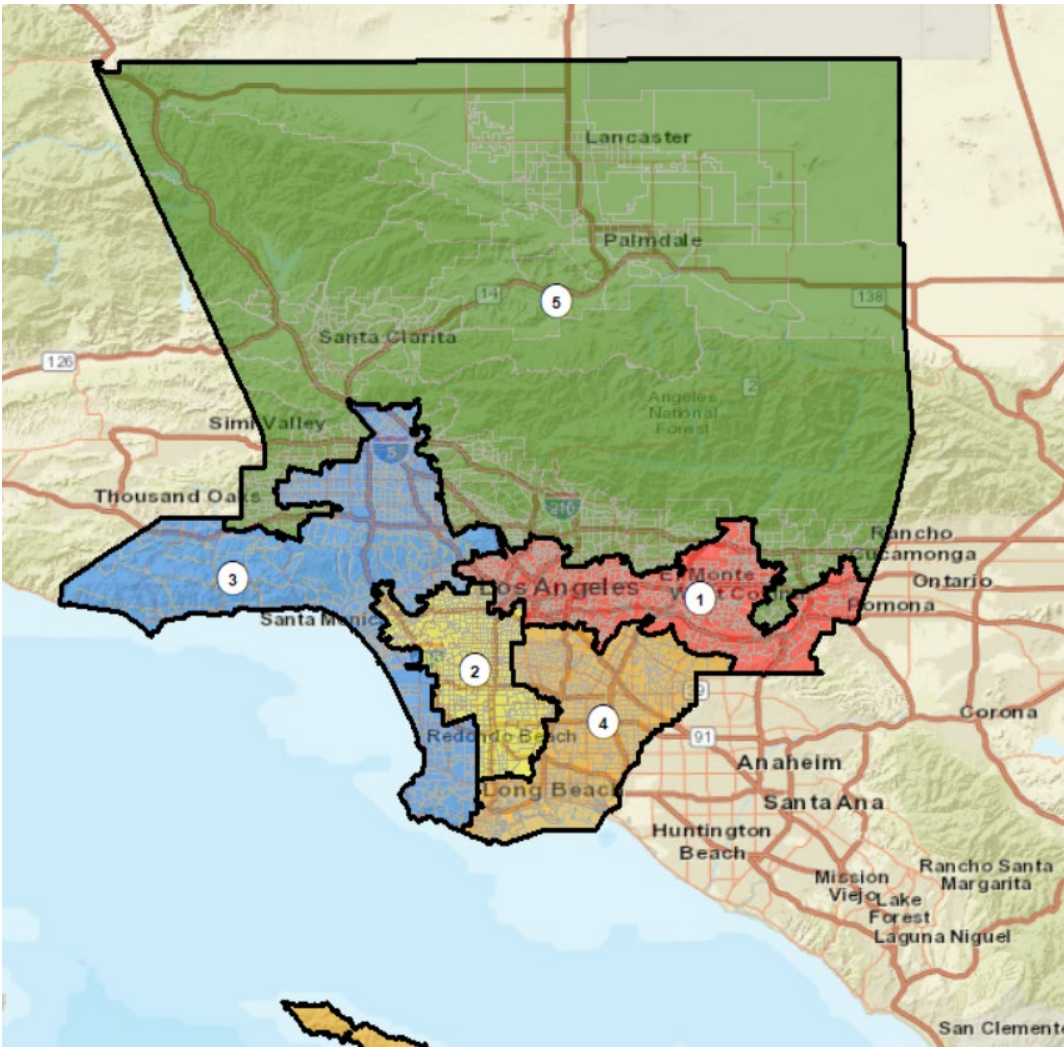 Lancaster
Palmdale
14
5
138
Santa Clarita
126
2
Angeles
National
Forest
Simi Valley
5
Thousand Oaks
210
Rancho
Cucamonga
Ontario
3
Los Angeles
El Monte
West Covina
1
Pomona
Santa Monica
2
4
Corona
91
Redondo Beach
Anaheim
Long Beach
Santa Ana
Huntington
Beach
Mission
Viejo
Lake
Forest
Rancho Santa
Margarita
Laguna Niguel
San Clemente